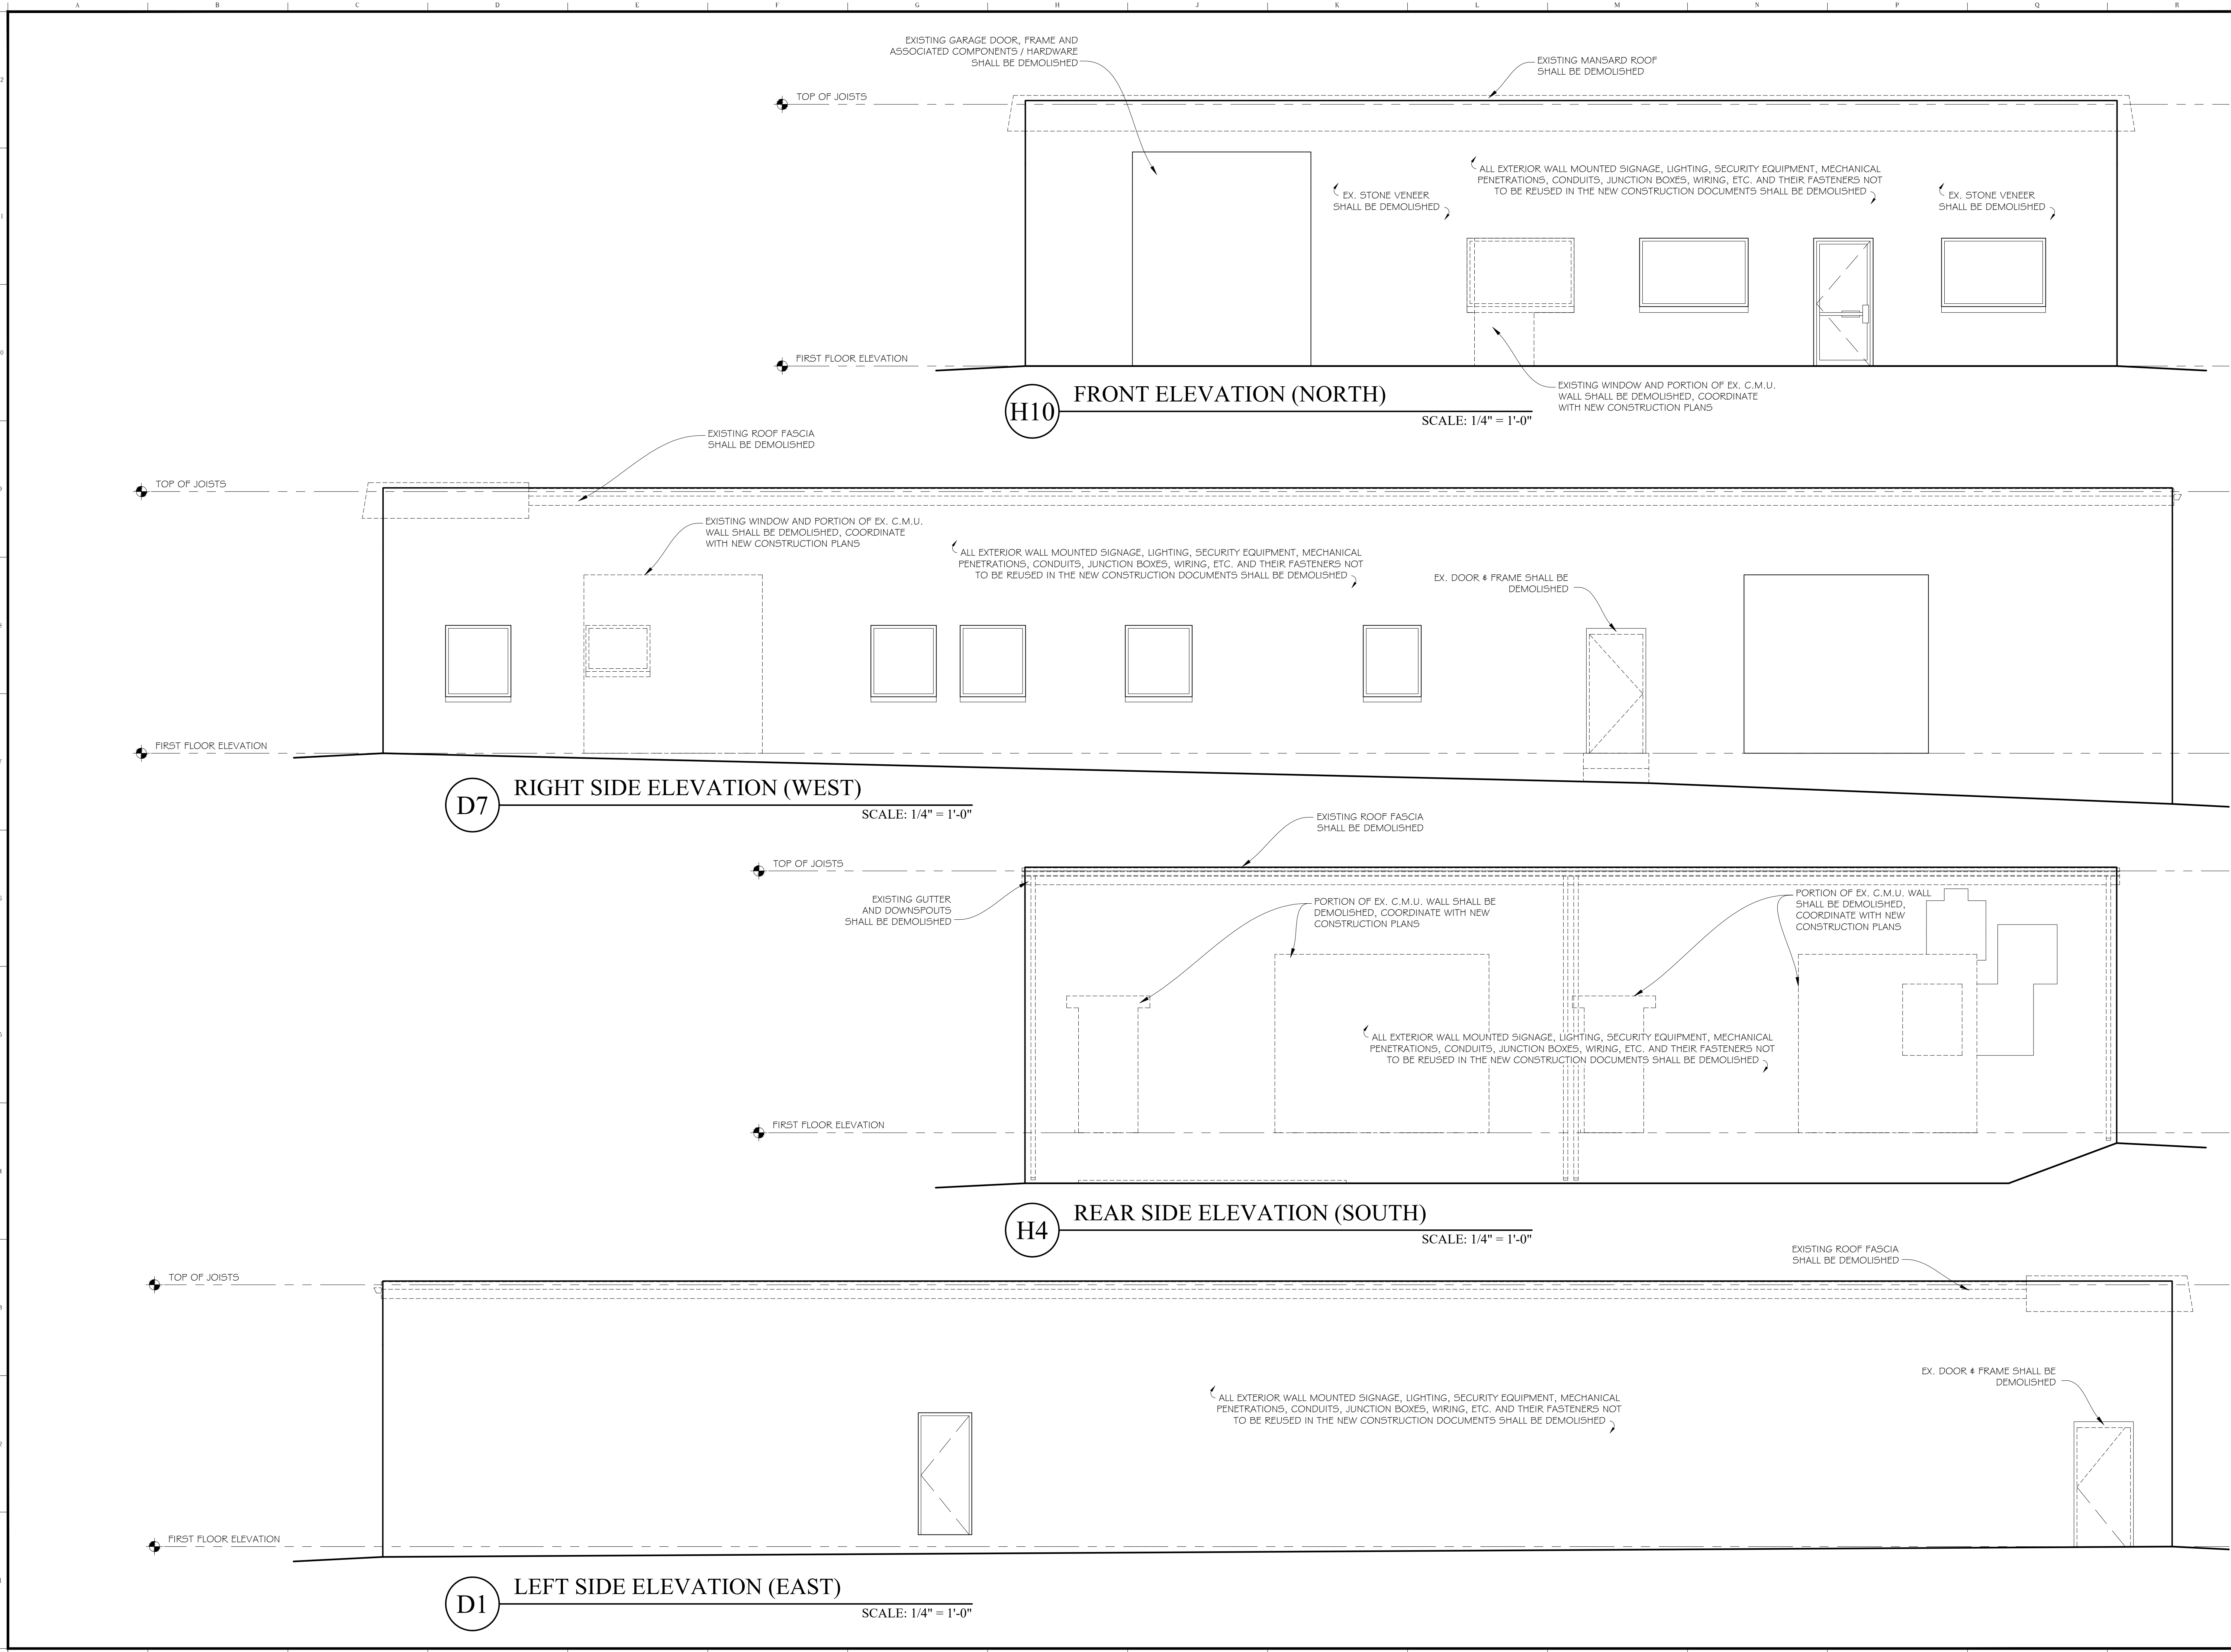 A B C D E F G H J K L M N P Q R
EXISTING GARAGE DOOR, FRAME AND
ASSOCIATED COMPONENTS / HARDWARE
SHALL BE DEMOLISHED
EXISTING MANSARD ROOF
SHALL BE DEMOLISHED
TOP OF JOISTS
ALL EXTERIOR WALL MOUNTED SIGNAGE, LIGHTING, SECURITY EQUIPMENT, MECHANICAL
PENETRATIONS, CONDUITS, JUNCTION BOXES, WIRING, ETC. AND THEIR FASTENERS NOT
TO BE REUSED IN THE NEW CONSTRUCTION DOCUMENTS SHALL BE DEMOLISHED
EX. STONE VENEER
SHALL BE DEMOLISHED
EX. STONE VENEER
SHALL BE DEMOLISHED
FIRST FLOOR ELEVATION
EXISTING WINDOW AND PORTION OF EX. C.M.U.
WALL SHALL BE DEMOLISHED, COORDINATE
WITH NEW CONSTRUCTION PLANS
H10
FRONT ELEVATION (NORTH)
SCALE: 1/4" = 1'-0"
EXISTING ROOF FASCIA
SHALL BE DEMOLISHED
TOP OF JOISTS
EXISTING WINDOW AND PORTION OF EX. C.M.U.
WALL SHALL BE DEMOLISHED, COORDINATE
WITH NEW CONSTRUCTION PLANS
ALL EXTERIOR WALL MOUNTED SIGNAGE, LIGHTING, SECURITY EQUIPMENT, MECHANICAL
PENETRATIONS, CONDUITS, JUNCTION BOXES, WIRING, ETC. AND THEIR FASTENERS NOT
TO BE REUSED IN THE NEW CONSTRUCTION DOCUMENTS SHALL BE DEMOLISHED
EX. DOOR & FRAME SHALL BE
DEMOLISHED
FIRST FLOOR ELEVATION
D7
RIGHT SIDE ELEVATION (WEST)
SCALE: 1/4" = 1'-0"
EXISTING ROOF FASCIA
SHALL BE DEMOLISHED
TOP OF JOISTS
EXISTING GUTTER
AND DOWNSPOUTS
SHALL BE DEMOLISHED
PORTION OF EX. C.M.U. WALL SHALL BE
DEMOLISHED, COORDINATE WITH NEW
CONSTRUCTION PLANS
PORTION OF EX. C.M.U. WALL
SHALL BE DEMOLISHED,
COORDINATE WITH NEW
CONSTRUCTION PLANS
ALL EXTERIOR WALL MOUNTED SIGNAGE, LIGHTING, SECURITY EQUIPMENT, MECHANICAL
PENETRATIONS, CONDUITS, JUNCTION BOXES, WIRING, ETC. AND THEIR FASTENERS NOT
TO BE REUSED IN THE NEW CONSTRUCTION DOCUMENTS SHALL BE DEMOLISHED
FIRST FLOOR ELEVATION
H4
REAR SIDE ELEVATION (SOUTH)
SCALE: 1/4" = 1'-0"
EXISTING ROOF FASCIA
SHALL BE DEMOLISHED
TOP OF JOISTS
EX. DOOR & FRAME SHALL BE
DEMOLISHED
ALL EXTERIOR WALL MOUNTED SIGNAGE, LIGHTING, SECURITY EQUIPMENT, MECHANICAL
PENETRATIONS, CONDUITS, JUNCTION BOXES, WIRING, ETC. AND THEIR FASTENERS NOT
TO BE REUSED IN THE NEW CONSTRUCTION DOCUMENTS SHALL BE DEMOLISHED
FIRST FLOOR ELEVATION
D1
LEFT SIDE ELEVATION (EAST)
SCALE: 1/4" = 1'-0"